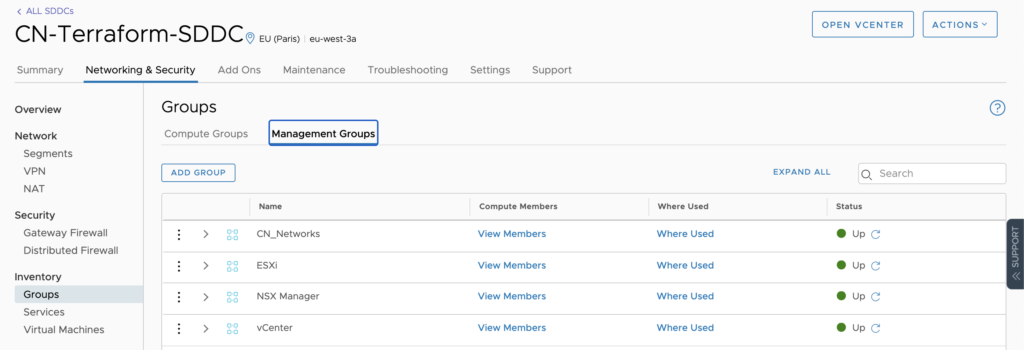 ALL SDDCs
CN-Terraform-SDDC EU (Paris) eu-west-3a
OPEN VCENTER ACTIONS
Summary Networking & Security Add Ons Maintenance Troubleshooting Settings Support
Overview
Network
Segments
VPN
NAT
Security
Gateway Firewall
Distributed Firewall
Inventory
Groups
Services
Virtual Machines
Groups
?
Compute Groups Management Groups
ADD GROUP EXPAND ALL Search
Name Compute Members Where Used Status
CN_Networks View Members Where Used Up
ESXi View Members Where Used Up
NSX Manager View Members Where Used Up
vCenter View Members Where Used Up
SUPPORT